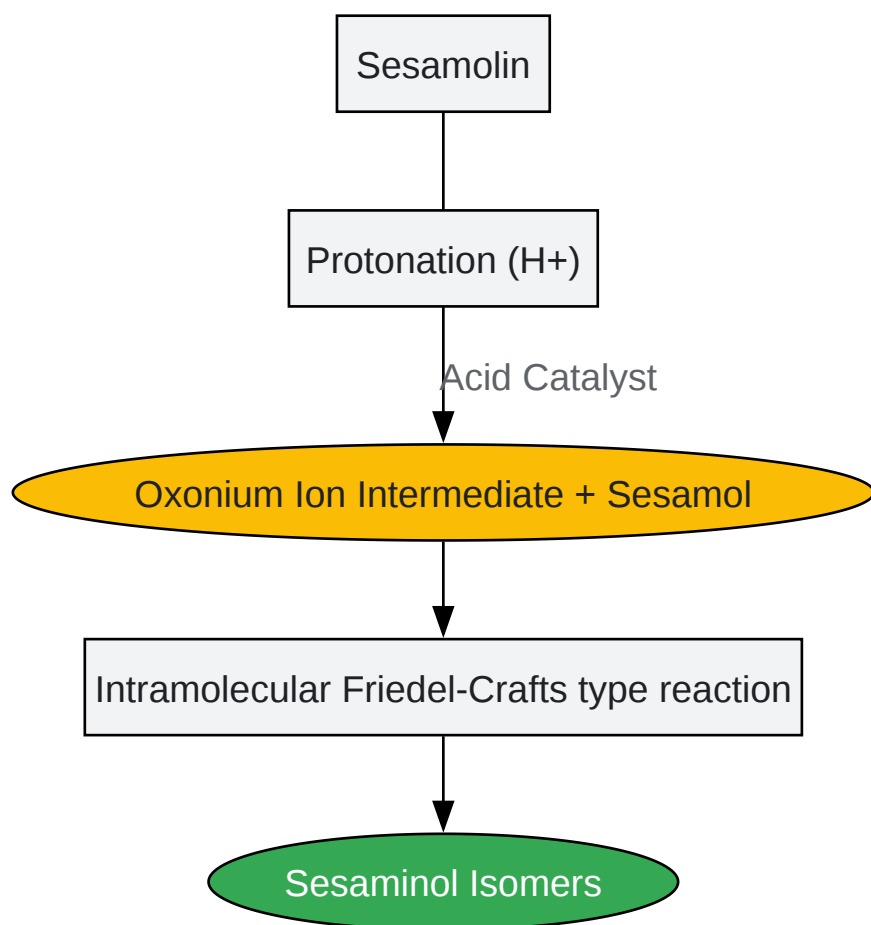 Sesamolin
Protonation (H+)
Acid Catalyst
Oxonium Ion Intermediate + Sesamol
Intramolecular Friedel-Crafts type reaction
Sesaminol Isomers